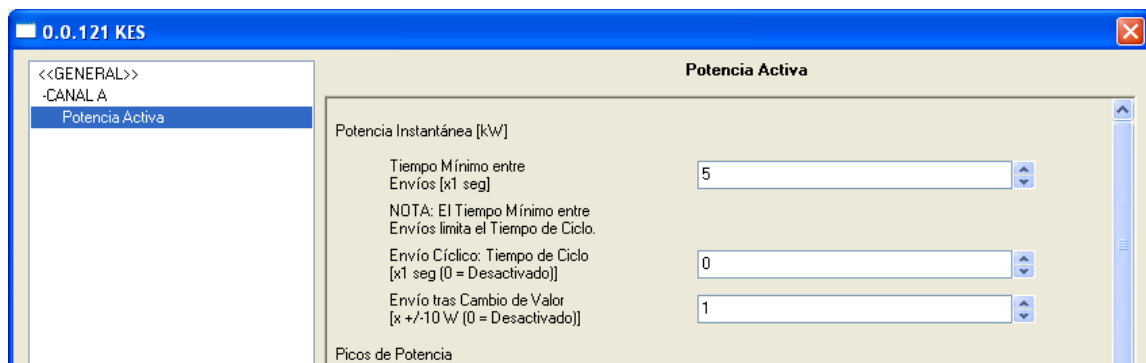 0.0.121 KES
<<GENERAL>>
-CANAL A
Potencia Activa
Potencia Activa
Potencia Instantánea [kW]
Tiempo Mínimo entre
Envíos [x1 seg]
5
NOTA: El Tiempo Mínimo entre
Envíos limita el Tiempo de Ciclo.
Envío Cíclico: Tiempo de Ciclo
[x1 seg (0 = Desactivado)]
0
Envío tras Cambio de Valor
[x +/-10 W (0 = Desactivado)]
1
Picos de Potencia